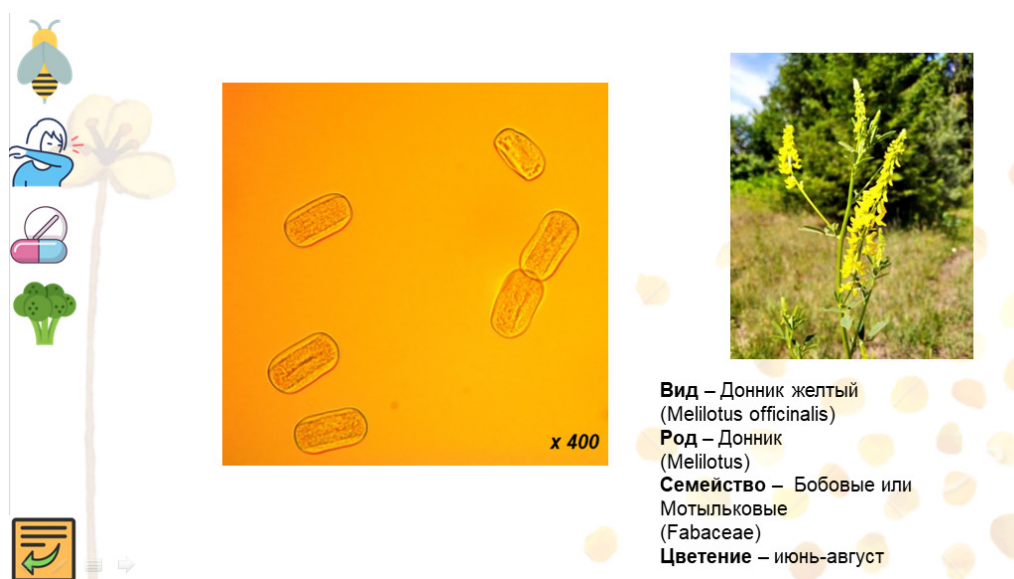 x 400
Вид – Донник желтый
(Melilotus officinalis)
Род – Донник
(Melilotus)
Семейство – Бобовые или
Мотыльковые
(Fabaceae)
Цветение – июнь-август